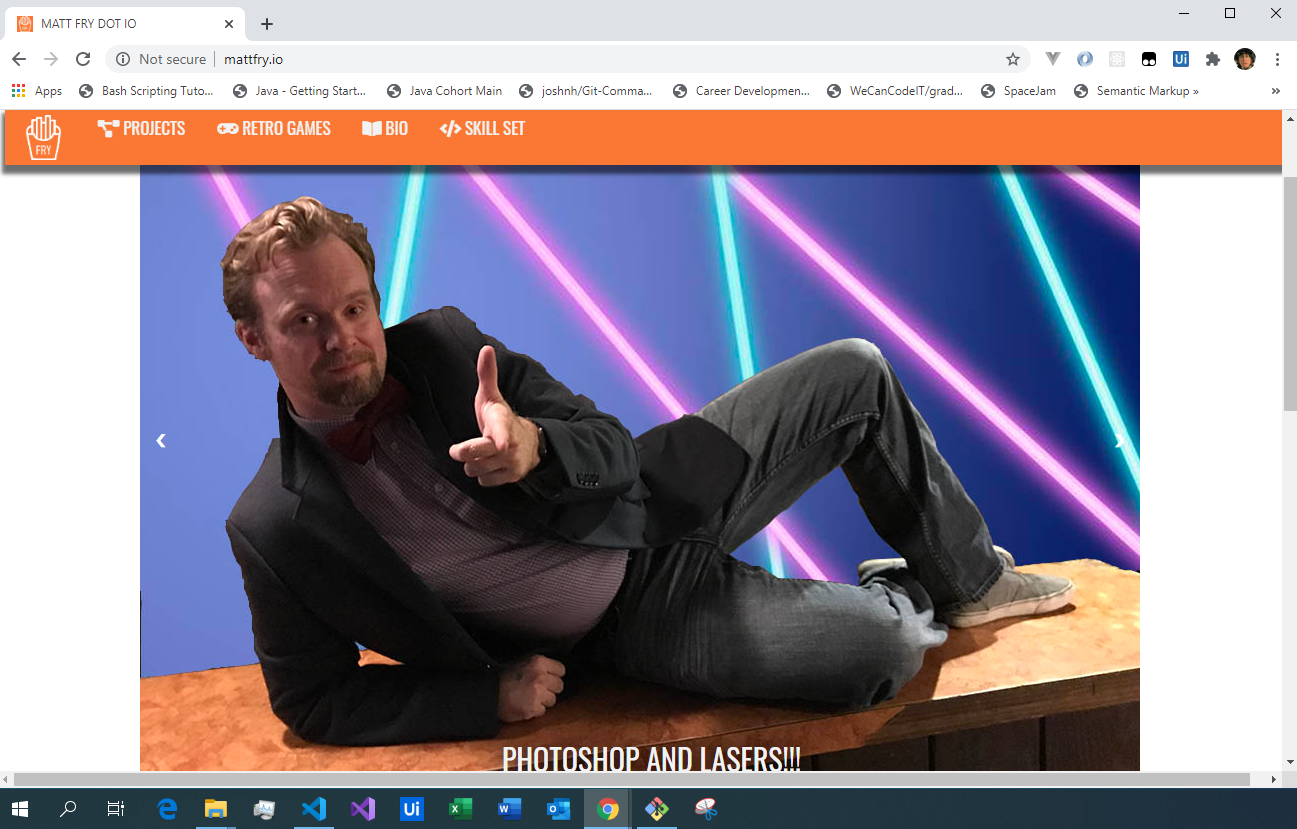 MATT FRY DOT IO
Not secure mattfry.io
Apps Bash Scripting Tuto... Java - Getting Start... Java Cohort Main joshnh/Git-Comma... Career Developmen... WeCanCodeIT/grad... SpaceJam Semantic Markup »
FRY PROJECTS RETRO GAMES BIO SKILL SET
PHOTOSHOP AND LASERS!!!